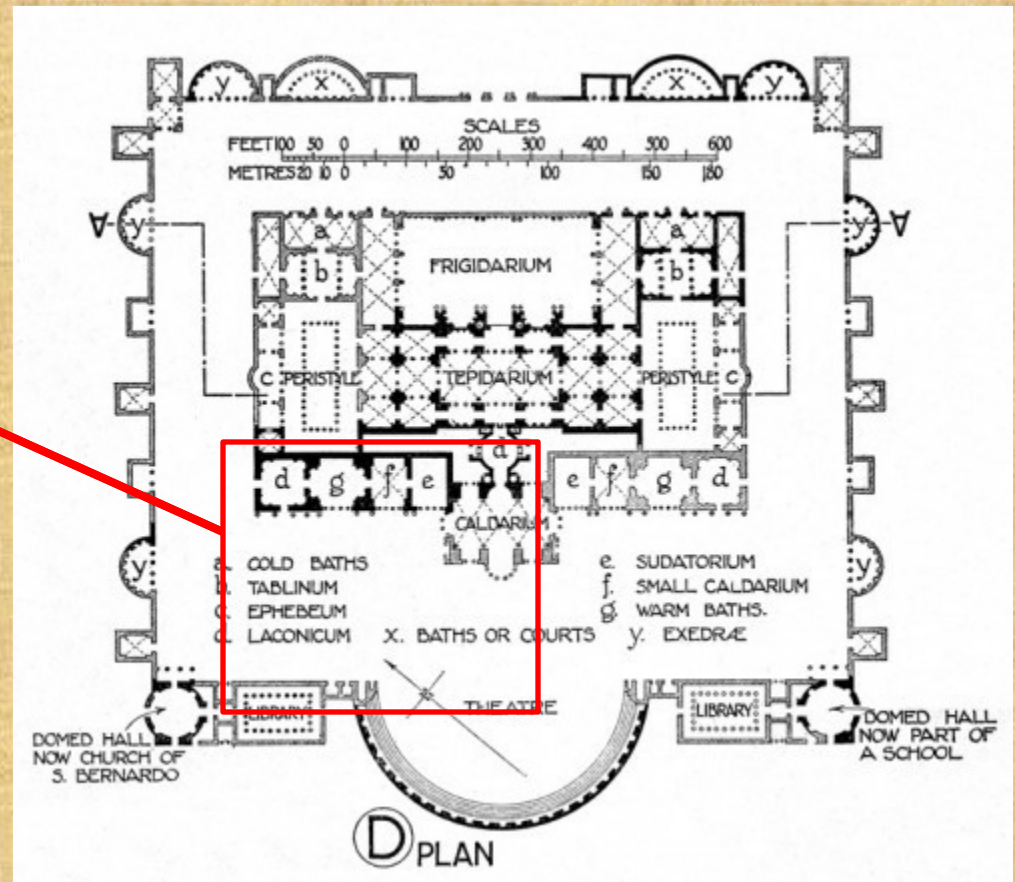 y x x y
SCALES
FEET 100 50 0 100 200 300 400 500 600
METRES 20 10 0 50 100 150 180
A y a a y A
b FRIGIDARIUM b
C PERISTYLE TEPIDARIUM PERISTYLE C
d
d g f e e f g d
CALDARIUM
y y
a. COLD BATHS
b. TABLINUM
c. EPHEBEUM
d. LACONICUM
x. BATHS OR COURTS
e. SUDATORIUM
f. SMALL CALDARIUM
g. WARM BATHS.
y. EXEDRÆ
LIBRARY THEATRE LIBRARY
DOMED HALL
NOW CHURCH OF
S. BERNARDO
DOMED HALL
NOW PART OF
A SCHOOL
D PLAN